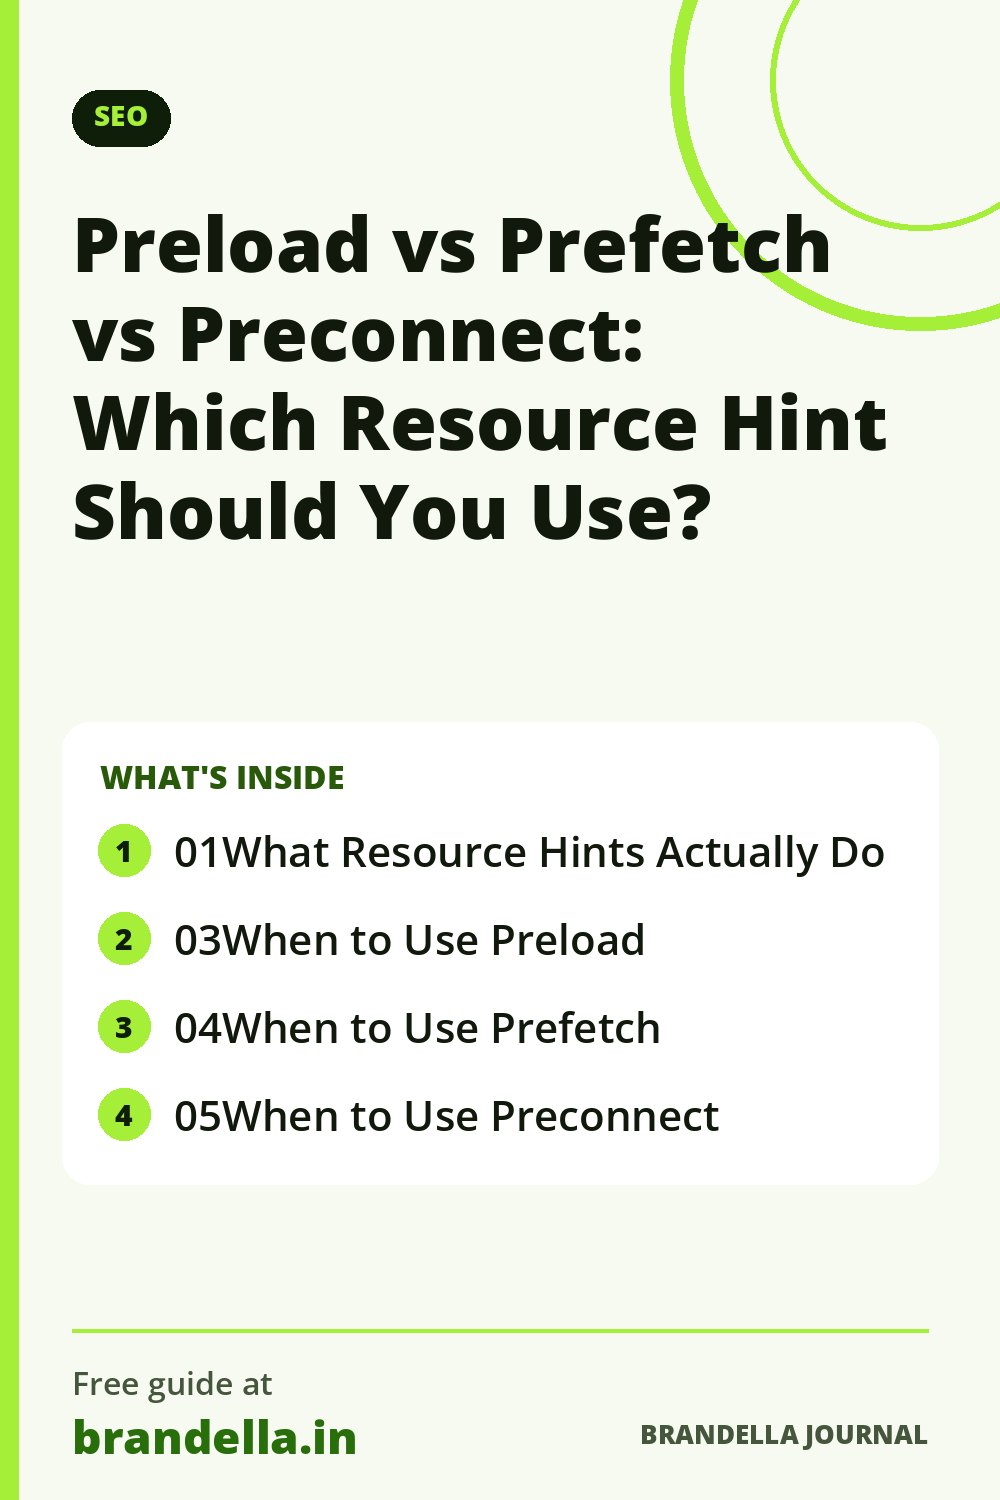 SEO
Preload vs Prefetch
vs Preconnect:
Which Resource Hint
Should You Use?
WHAT'S INSIDE
1 01What Resource Hints Actually Do
2 03When to Use Preload
3 04When to Use Prefetch
4 05When to Use Preconnect
Free guide at
brandella.in
BRANDELLA JOURNAL